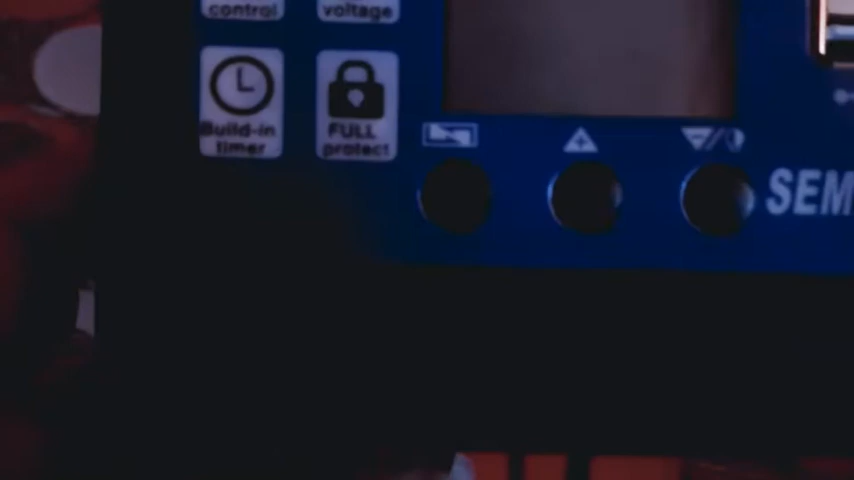 control
voltage
Build-in
timer
FULL
protect
SEM